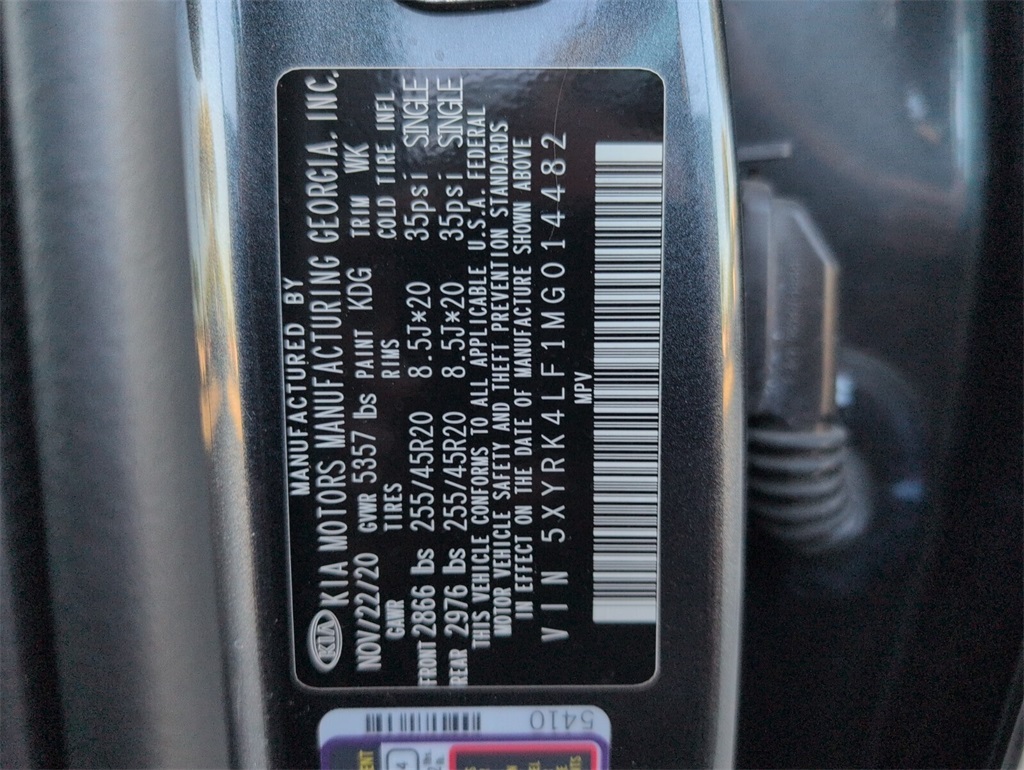 MANUFACTURED BY
KIA KIA MOTORS MANUFACTURING GEORGIA, INC.
NOV/22/20 GVWR 5357 lbs PAINT KDG TRIM WK
GAWR TIRES RIMS COLD TIRE INFL
FRONT 2866 lbs 255/45R20 8.5J*20 35psi SINGLE
REAR 2976 lbs 255/45R20 8.5J*20 35psi SINGLE
THIS VEHICLE CONFORMS TO ALL APPLICABLE U.S.A. FEDERAL
MOTOR VEHICLE SAFETY AND THEFT PREVENTION STANDARDS
IN EFFECT ON THE DATE OF MANUFACTURE SHOWN ABOVE
VIN 5XYRK4LF1MG014482
MPV
5410